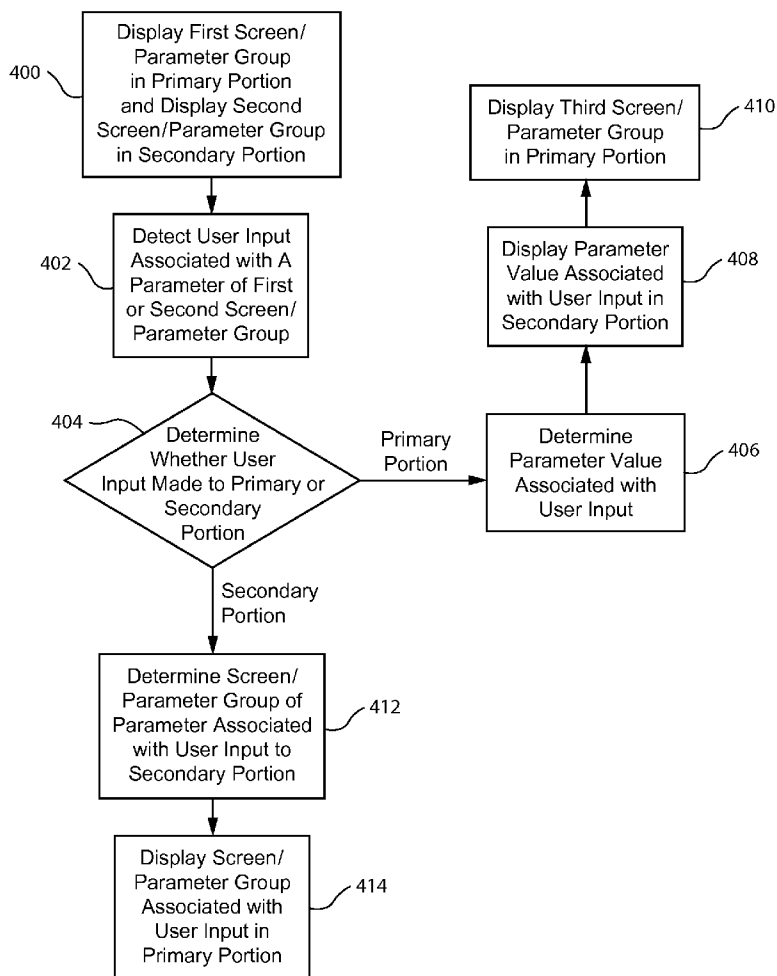 400
Display First Screen/
Parameter Group
in Primary Portion
and Display Second
Screen/Parameter Group
in Secondary Portion
402
Detect User Input
Associated with A
Parameter of First
or Second Screen/
Parameter Group
404
Determine
Whether User
Input Made to Primary or
Secondary
Portion
Primary
Portion
Determine
Parameter Value
Associated with
User Input
406
Display Parameter
Value Associated
with User Input in
Secondary Portion
408
Display Third Screen/
Parameter Group
in Primary Portion
410
Secondary
Portion
Determine Screen/
Parameter Group of
Parameter Associated
with User Input to
Secondary Portion
412
Display Screen/
Parameter Group
Associated with
User Input in
Primary Portion
414